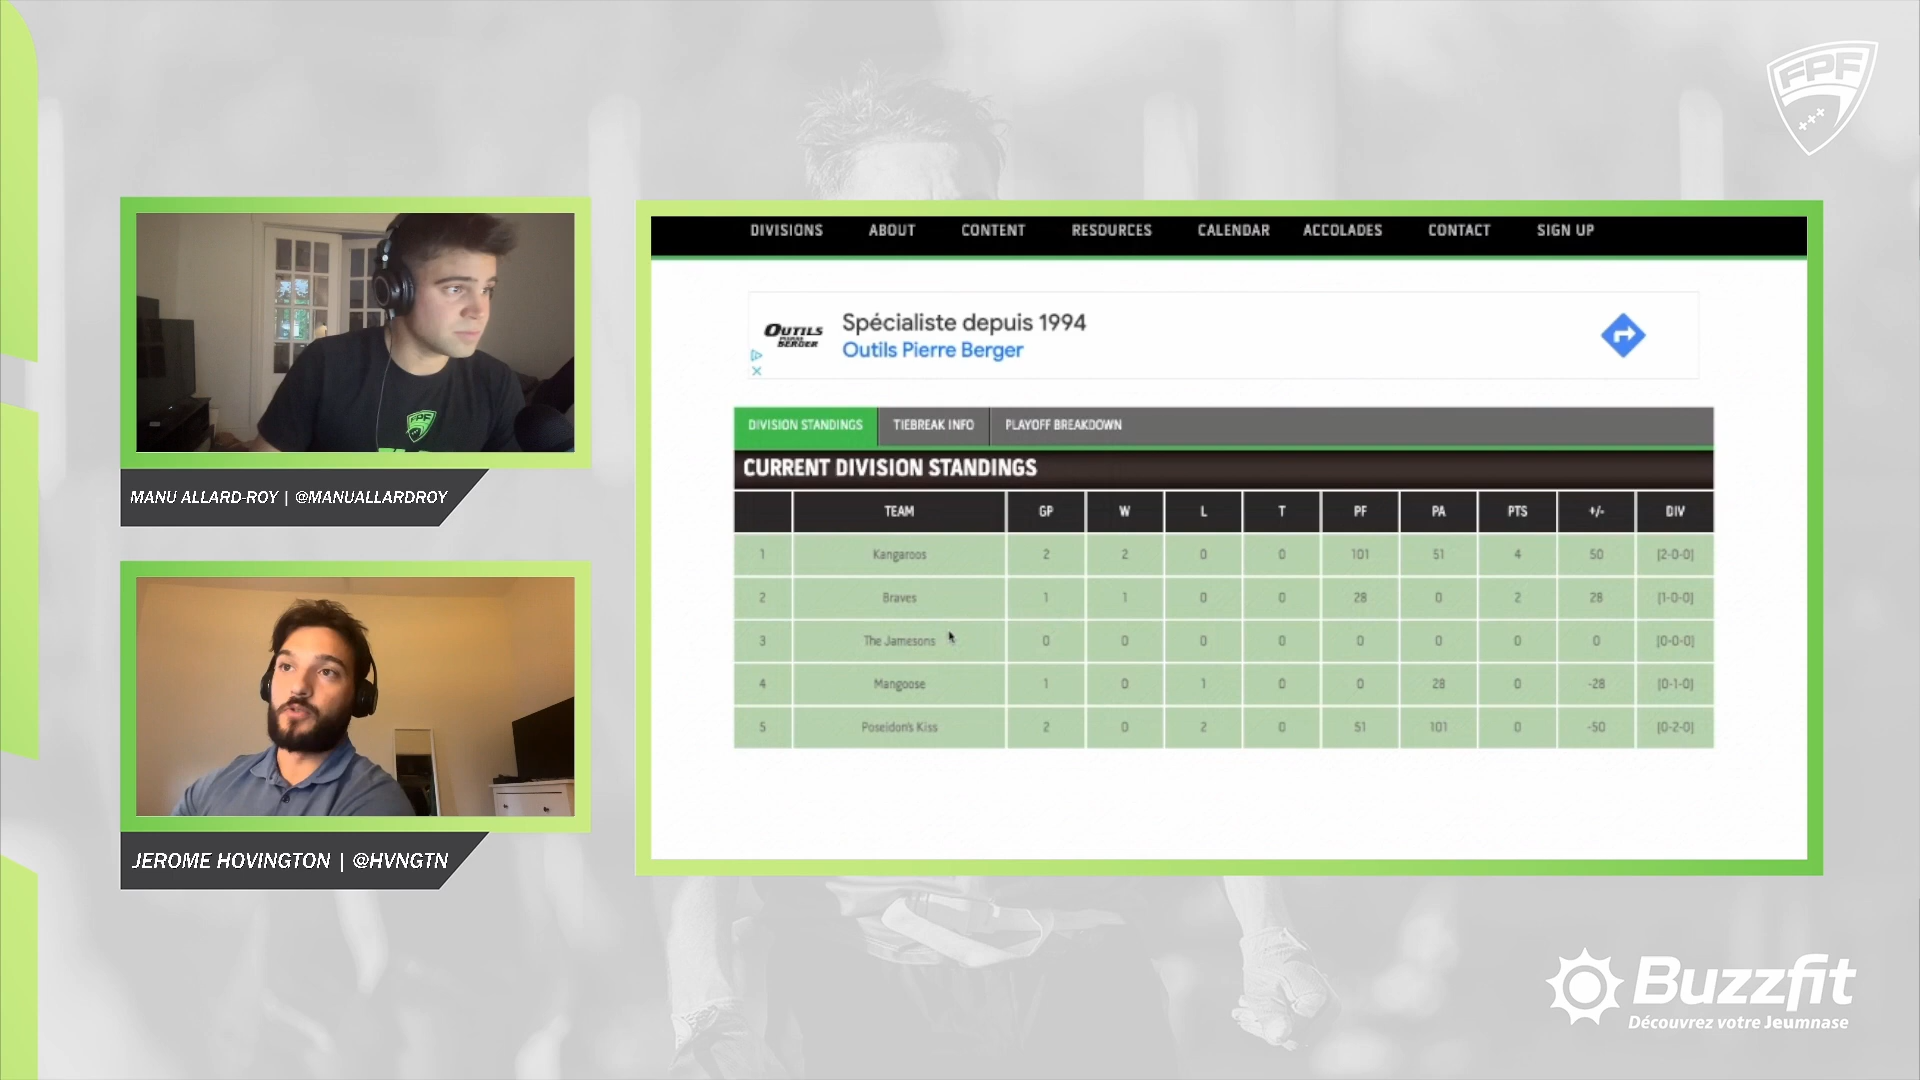 FPF
DIVISIONS ABOUT CONTENT RESOURCES CALENDAR ACCOLADES CONTACT SIGN UP
OUTILS
PIERRE
BERGER
Spécialiste depuis 1994
Outils Pierre Berger
DIVISION STANDINGS TIEBREAK INFO PLAYOFF BREAKDOWN
CURRENT DIVISION STANDINGS
TEAM GP W L T PF PA PTS +/- DIV
1 Kangaroos 2 2 0 0 101 51 4 50 (2-0-0)
2 Braves 1 1 0 0 28 0 2 28 (1-0-0)
3 The Jamesons 0 0 0 0 0 0 0 0 (0-0-0)
4 Mangoose 1 0 1 0 0 28 0 -28 (0-1-0)
5 Poseidon's Kiss 2 0 2 0 51 101 0 -50 (0-2-0)
FPF
MANU ALLARD-ROY | @MANUALLARDROY
JEROME HOVINGTON | @HVNGTN
Buzzfit
Découvrez votre Jeumnase